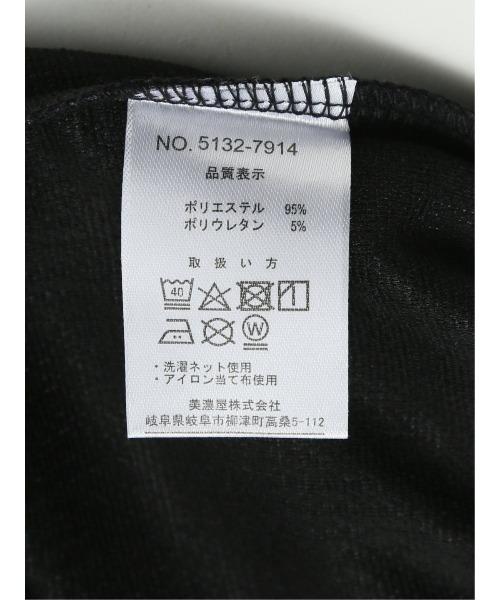 NO. 5132-7914
品質表示
ポリエステル 95%
ポリウレタン 5%
取扱い方
40
W
・洗濯ネット使用
・アイロン当て布使用
美濃屋株式会社
岐阜県岐阜市柳津町高桑5-112